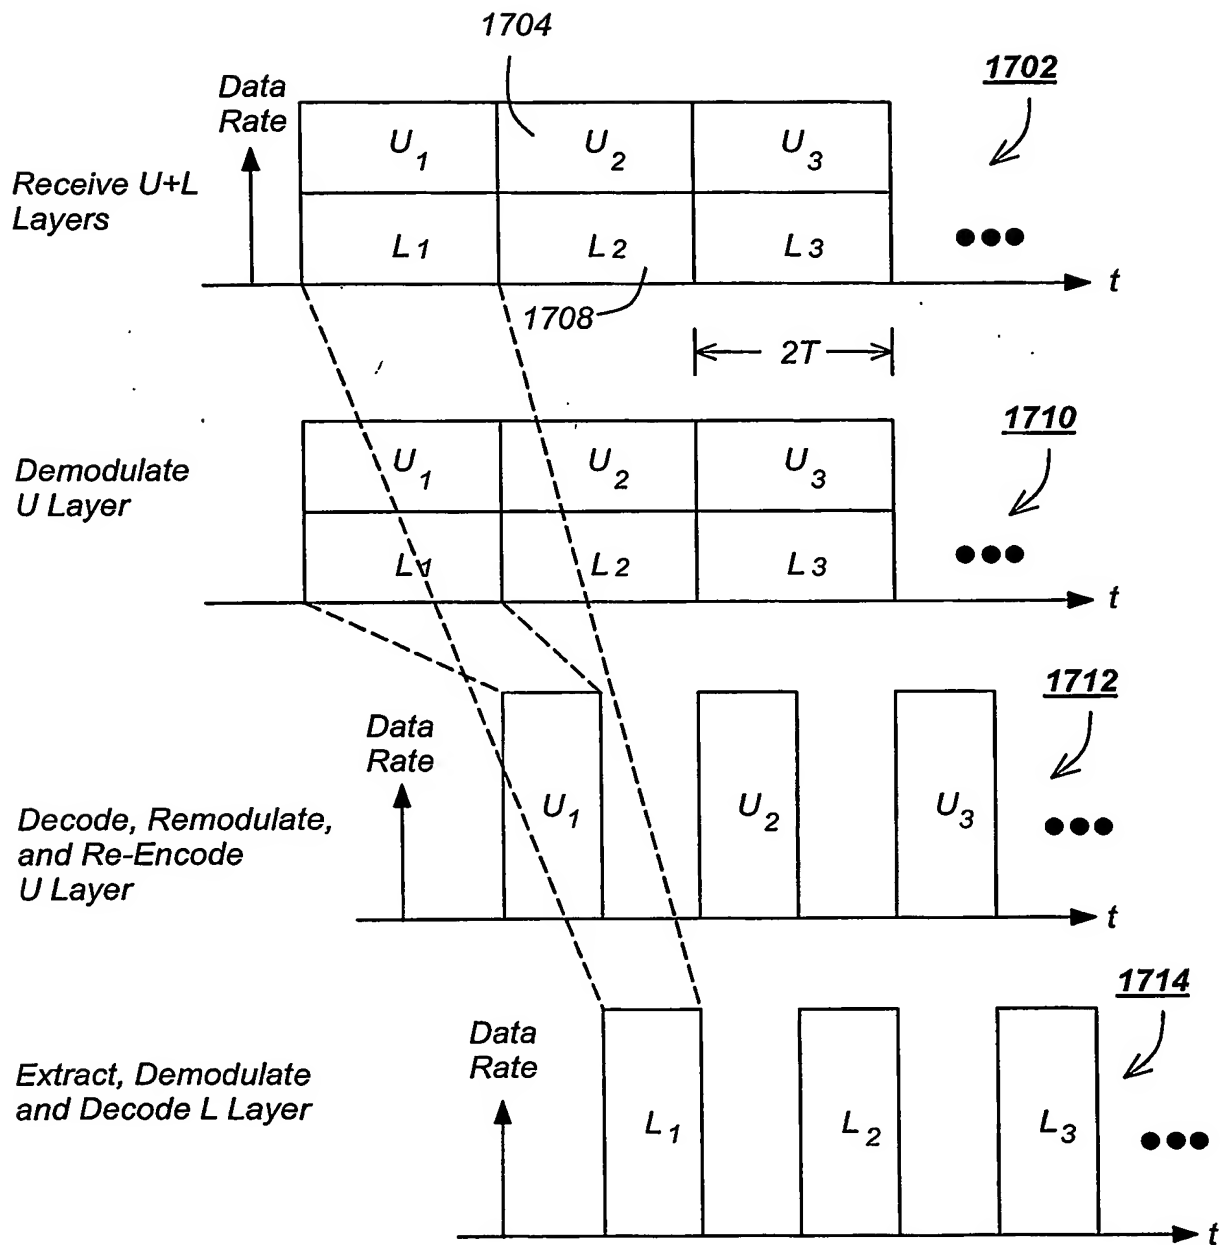 1704
1702
Data
Rate
U1 U2 U3
Receive U+L
Layers
L1 L2 L3
t
1708
2T
1710
U1 U2 U3
Demodulate
U Layer
L1 L2 L3
t
1712
Data
Rate
U1 U2 U3
Decode, Remodulate,
and Re-Encode
U Layer
t
1714
Data
Rate
Extract, Demodulate
and Decode L Layer
L1 L2 L3
t